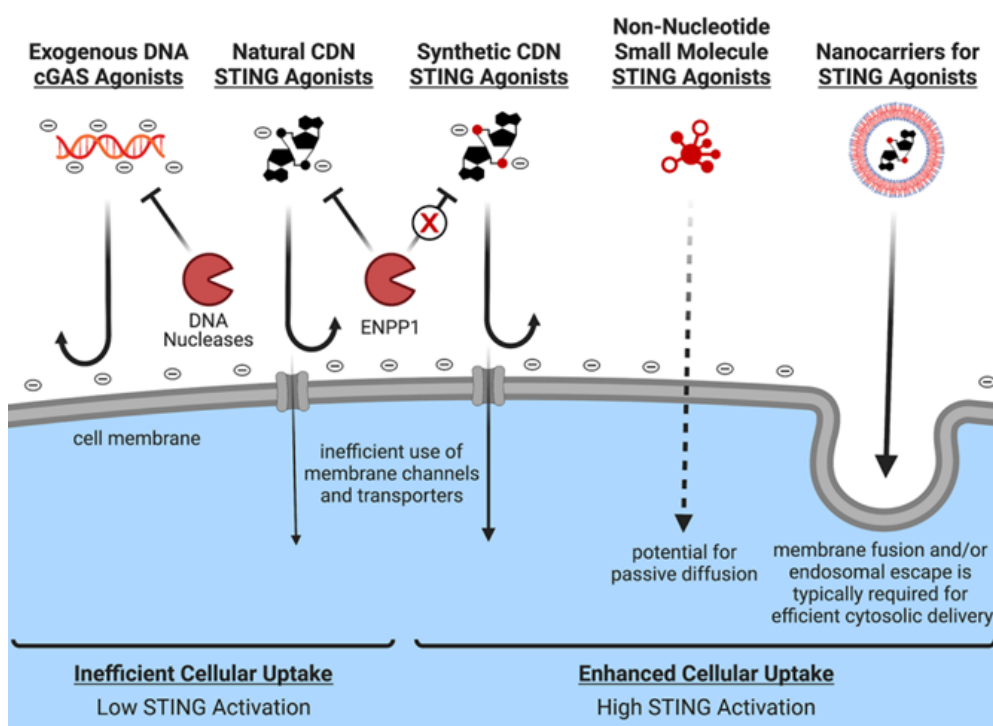 Exogenous DNA
cGAS Agonists
Natural CDN
STING Agonists
Synthetic CDN
STING Agonists
Non-Nucleotide
Small Molecule
STING Agonists
Nanocarriers for
STING Agonists
X
DNA
Nucleases
ENPP1
cell membrane
inefficient use of
membrane channels
and transporters
potential for
passive diffusion
membrane fusion and/or
endosomal escape is
typically required for
efficient cytosolic delivery
Inefficient Cellular Uptake
Low STING Activation
Enhanced Cellular Uptake
High STING Activation